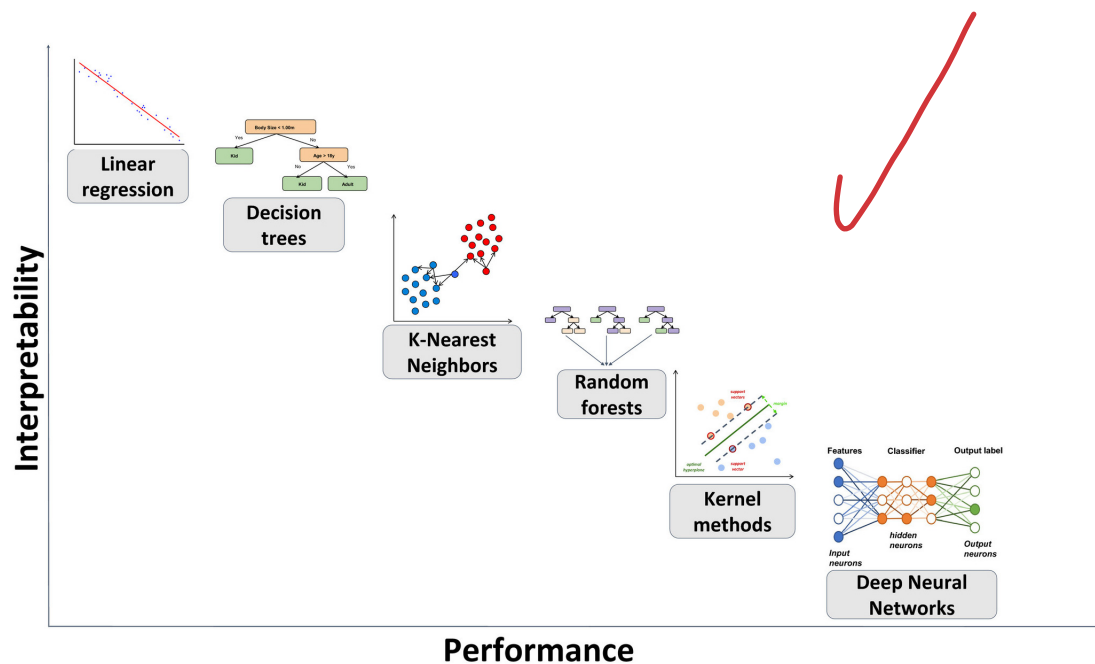 Interpretability
Linear
regression
Body Size < 1.00m
Yes
No
Kid
Age > 18y
No
Yes
Kid
Adult
Decision
trees
K-Nearest
Neighbors
Random
forests
support
vectors
margin
optimal
hyperplane
support
vector
Kernel
methods
Features
Classifier
Output label
Input
neurons
hidden
neurons
Output
neurons
Deep Neural
Networks
Performance